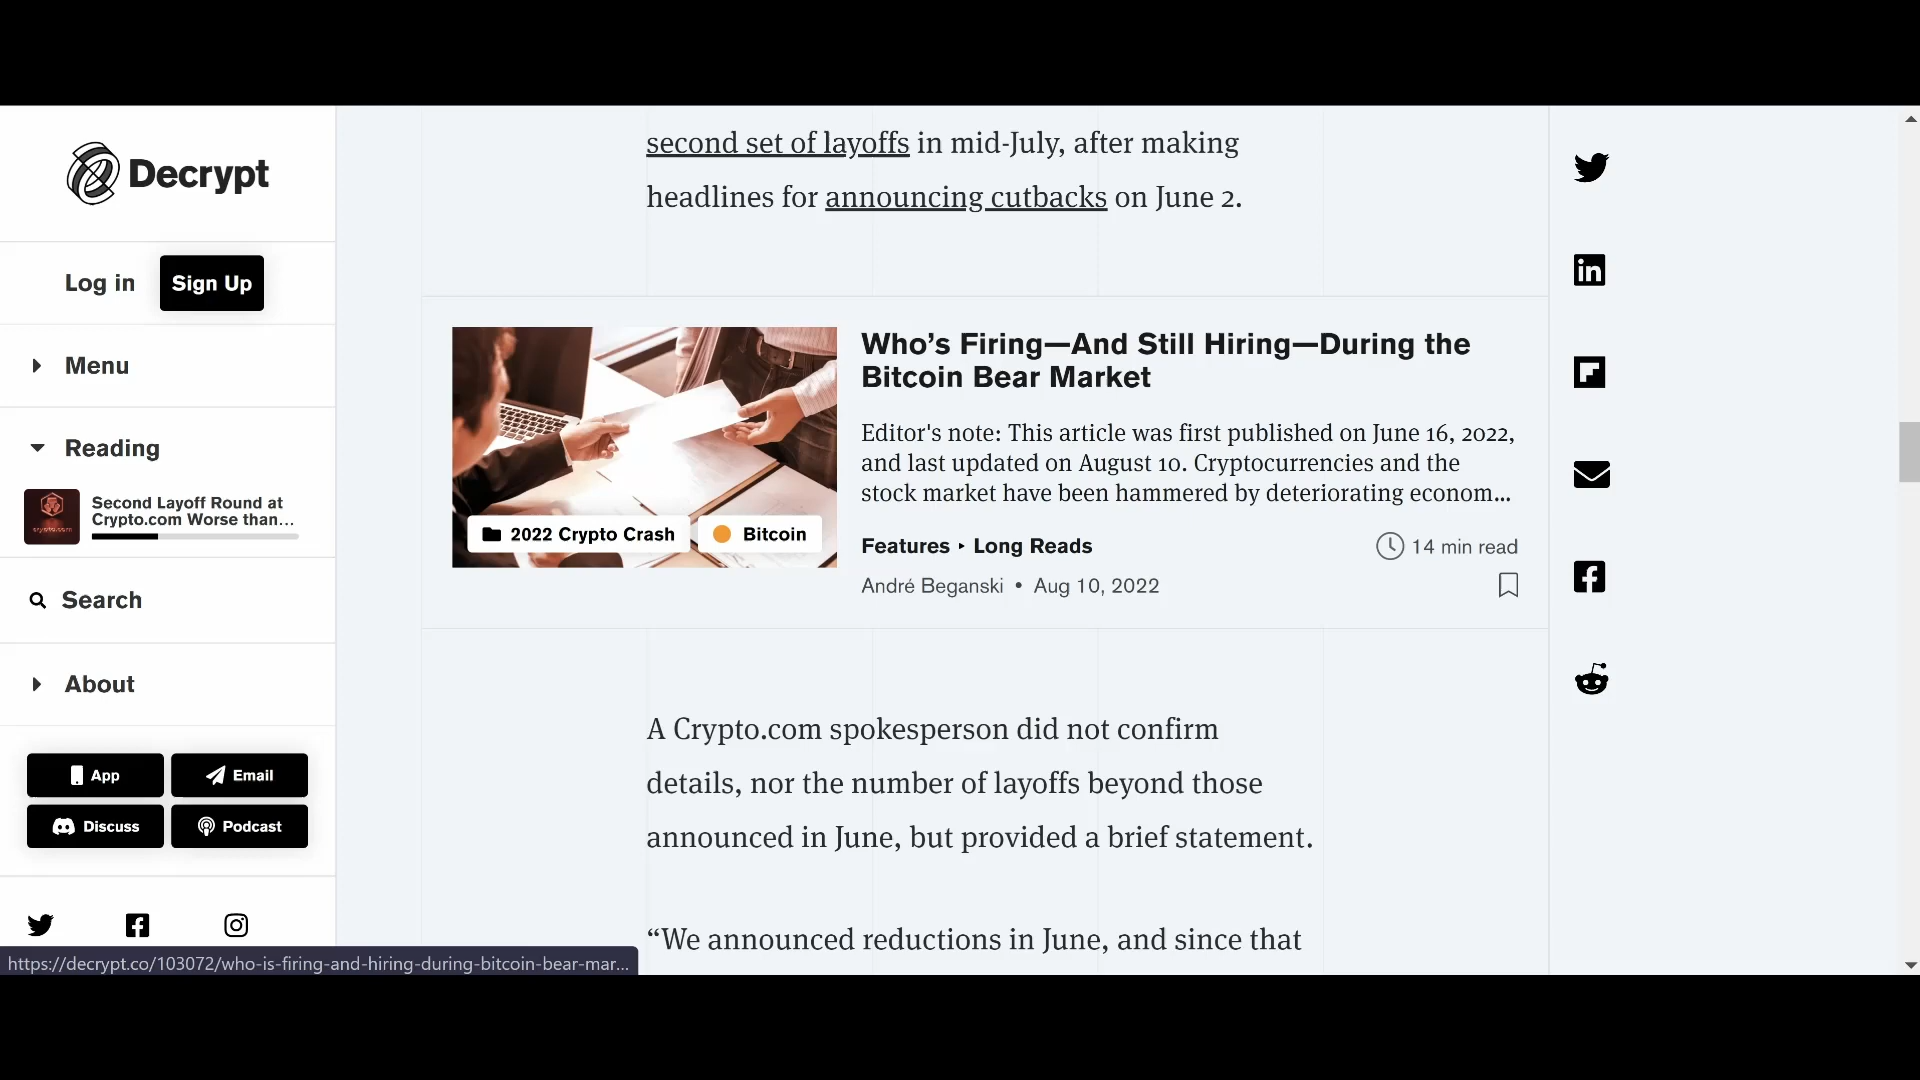 Decrypt
Log in
Sign Up
Menu
Reading
Second Layoff Round at
Crypto.com Worse than...
Search
About
App
Email
Discuss
Podcast
https://decrypt.co/103072/who-is-firing-and-hiring-during-bitcoin-bear-mar...
second set of layoffs in mid-July, after making
headlines for announcing cutbacks on June 2.
2022 Crypto Crash
Bitcoin
Who’s Firing—And Still Hiring—During the
Bitcoin Bear Market
Editor's note: This article was first published on June 16, 2022,
and last updated on August 10. Cryptocurrencies and the
stock market have been hammered by deteriorating econom...
Features ‣ Long Reads
14 min read
André Beganski • Aug 10, 2022
A Crypto.com spokesperson did not confirm
details, nor the number of layoffs beyond those
announced in June, but provided a brief statement.
“We announced reductions in June, and since that